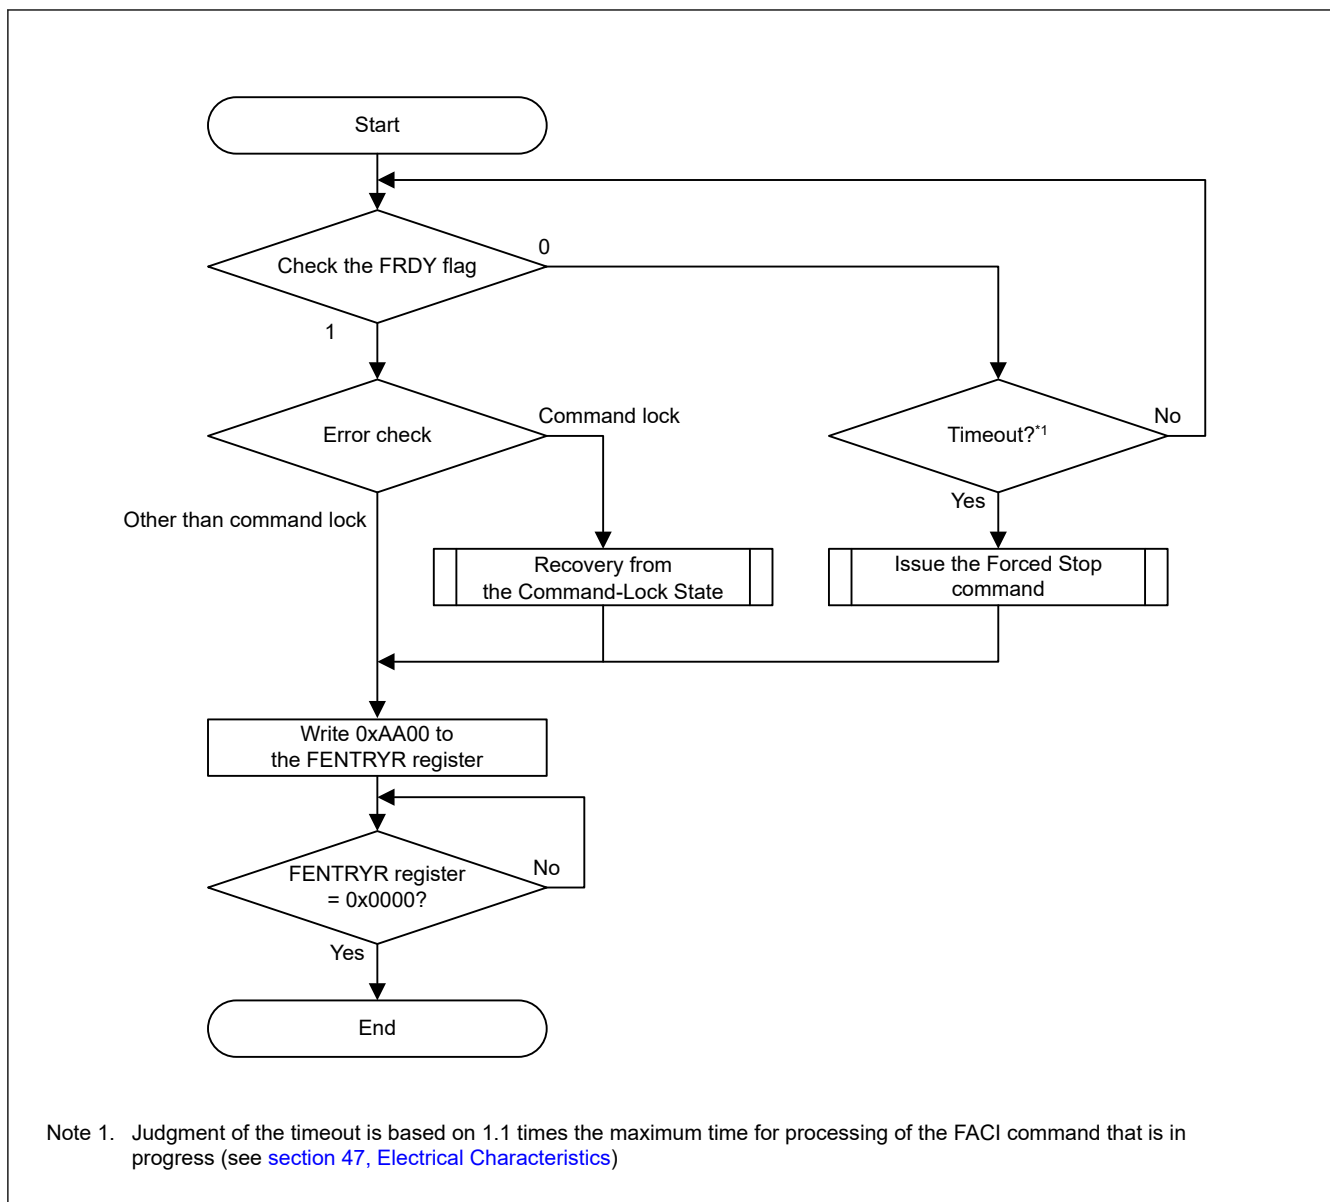 Start
0
Check the FRDY flag
1
Command lock
No
Error check
Timeout?*1
Yes
Other than command lock
Recovery from
the Command-Lock State
Issue the Forced Stop
command
Write 0xAA00 to
the FENTRYR register
No
FENTRYR register
= 0x0000?
Yes
End
Note 1. Judgment of the timeout is based on 1.1 times the maximum time for processing of the FACI command that is in
progress (see section 47, Electrical Characteristics)